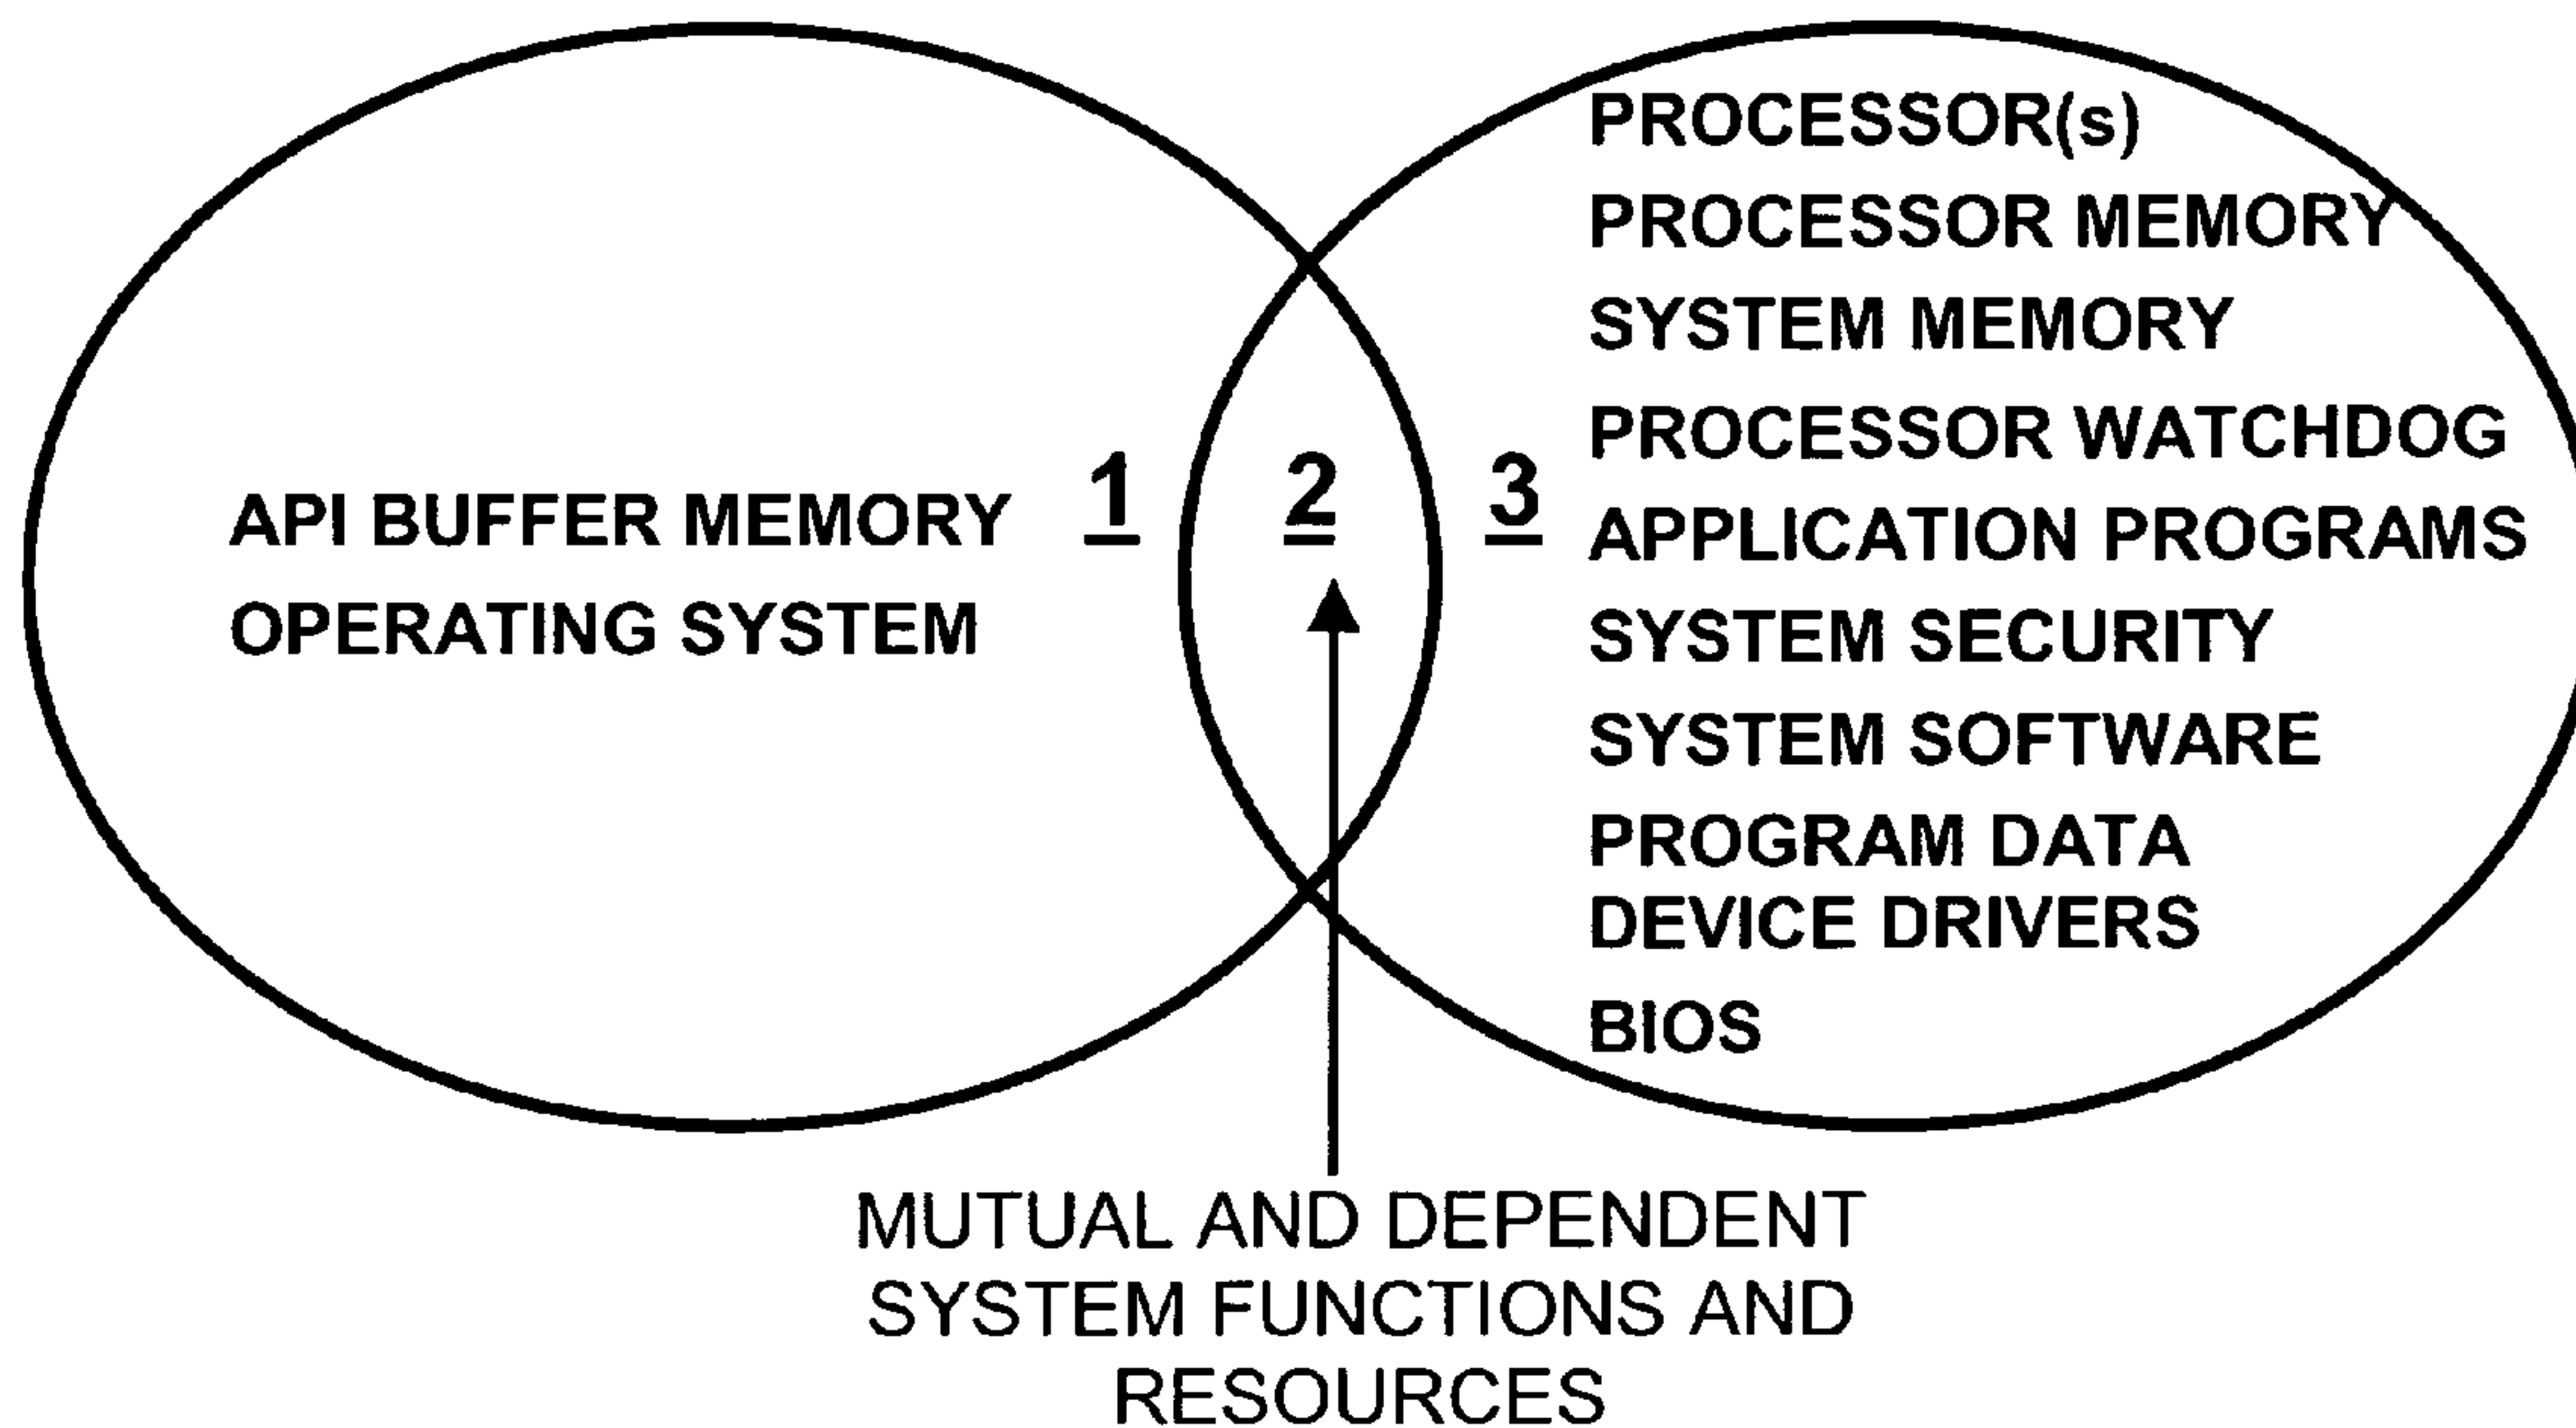 API BUFFER MEMORY
OPERATING SYSTEM
1
2
3
PROCESSOR(s)
PROCESSOR MEMORY
SYSTEM MEMORY
PROCESSOR WATCHDOG
APPLICATION PROGRAMS
SYSTEM SECURITY
SYSTEM SOFTWARE
PROGRAM DATA
DEVICE DRIVERS
BIOS
MUTUAL AND DEPENDENT
SYSTEM FUNCTIONS AND
RESOURCES